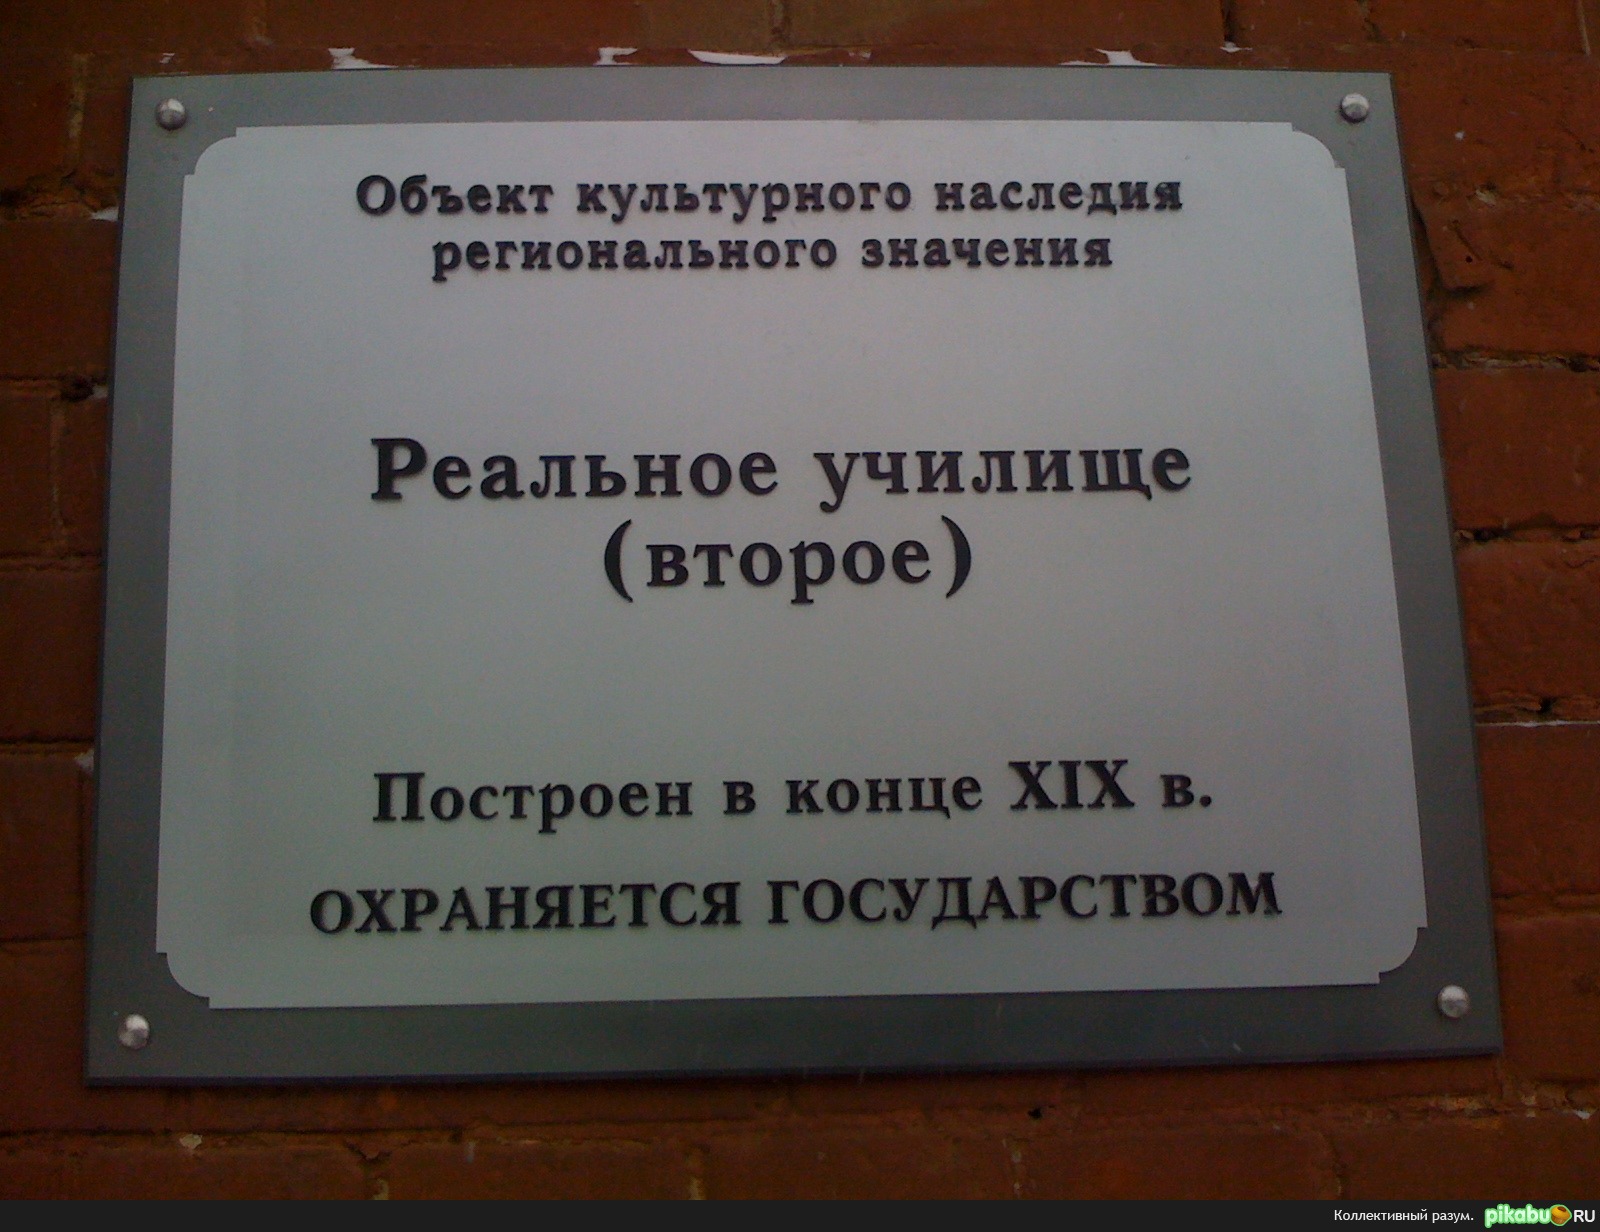 Объект культурного наследия
регионального значения
Реальное училище
(второе)
Построен в конце XIX в.
ОХРАНЯЕТСЯ ГОСУДАРСТВОМ
Коллективный разум. pikabu RU